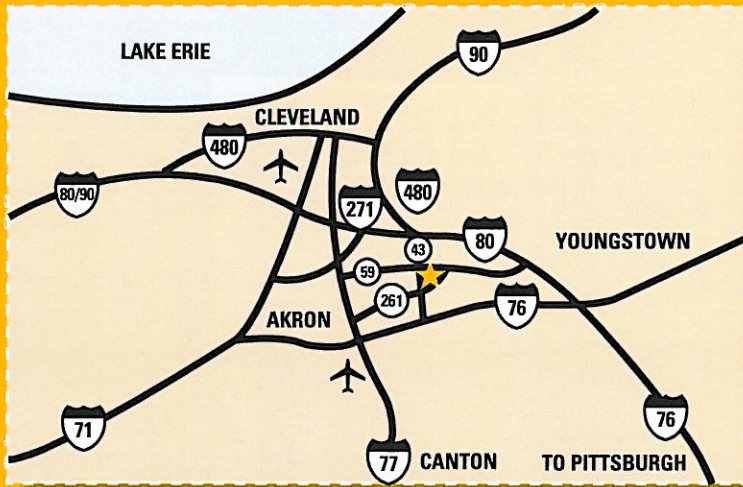 LAKE ERIE
90
CLEVELAND
480
80/90
271
480
43
80
YOUNGSTOWN
59
261
76
AKRON
71
76
77
CANTON
TO PITTSBURGH